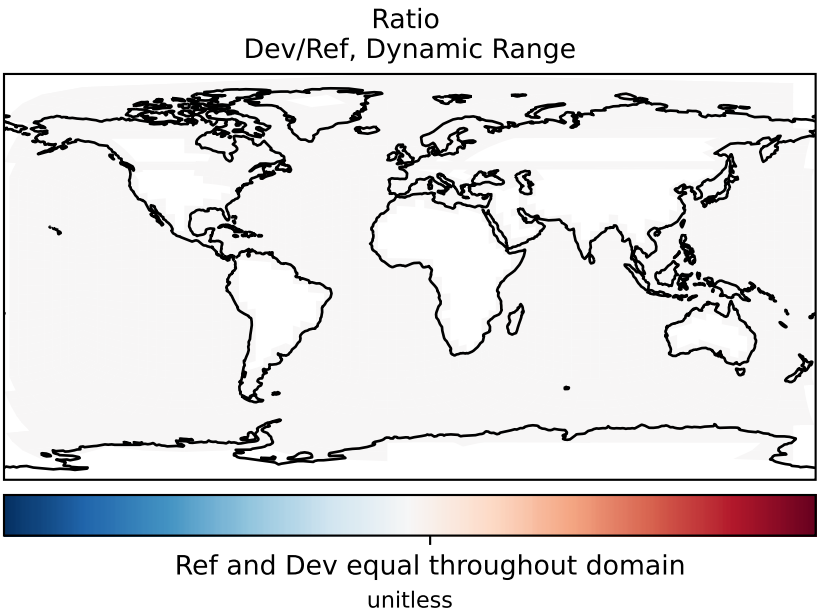 Ratio
Dev/Ref, Dynamic Range
Ref and Dev equal throughout domain
unitless